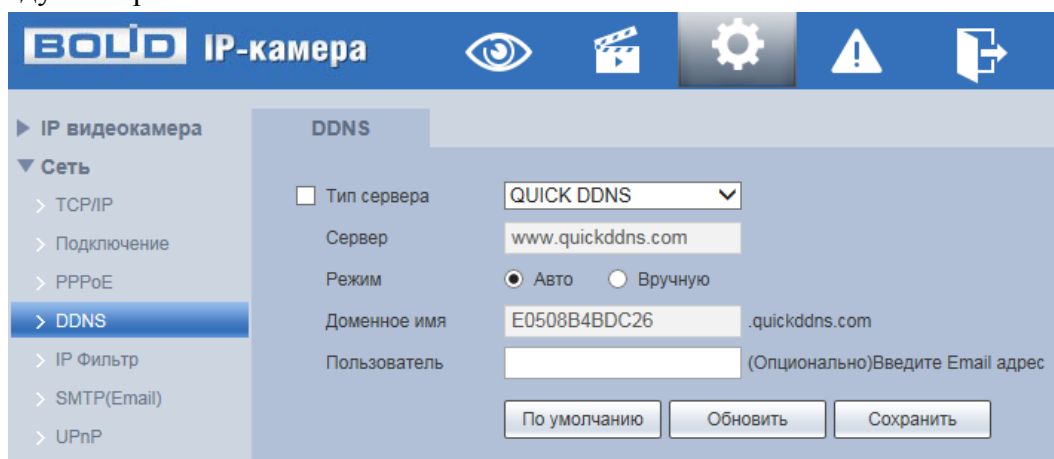 BOLID IP-камера
IP видеокамера
DDNS
Сеть
TCP/IP
Тип сервера QUICK DDNS
Подключение
Сервер www.quickddns.com
PPPoE
Режим Авто Вручную
DDNS
Доменное имя E0508B4BDC26 .quickddns.com
IP Фильтр
Пользователь (Опционально)Введите Email адрес
SMTP(Email)
По умолчанию Обновить Сохранить
UPnP